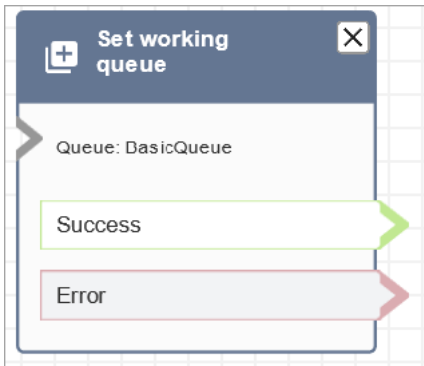 Set working
queue
Queue: BasicQueue
Success
Error